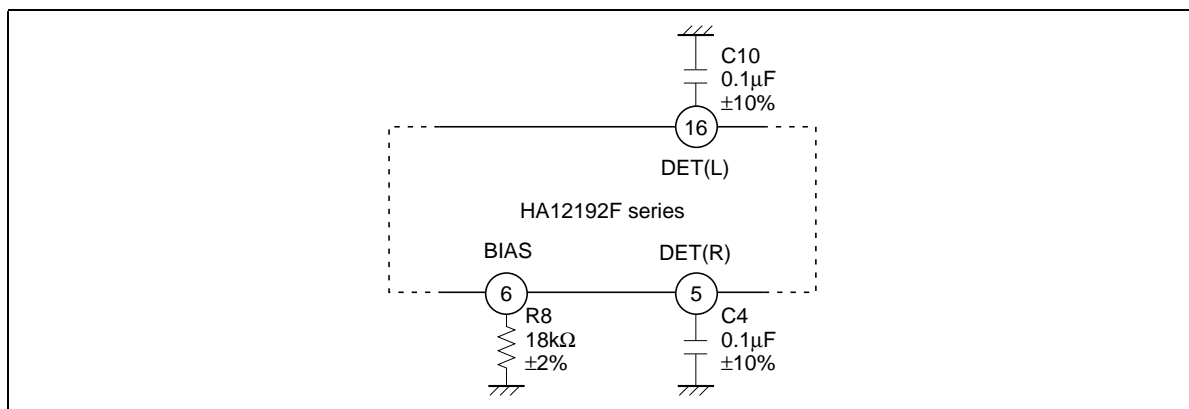 C10
0.1µF
±10%
16
DET(L)
HA12192F series
BIAS
DET(R)
6
5
R8
18kΩ
±2%
C4
0.1µF
±10%